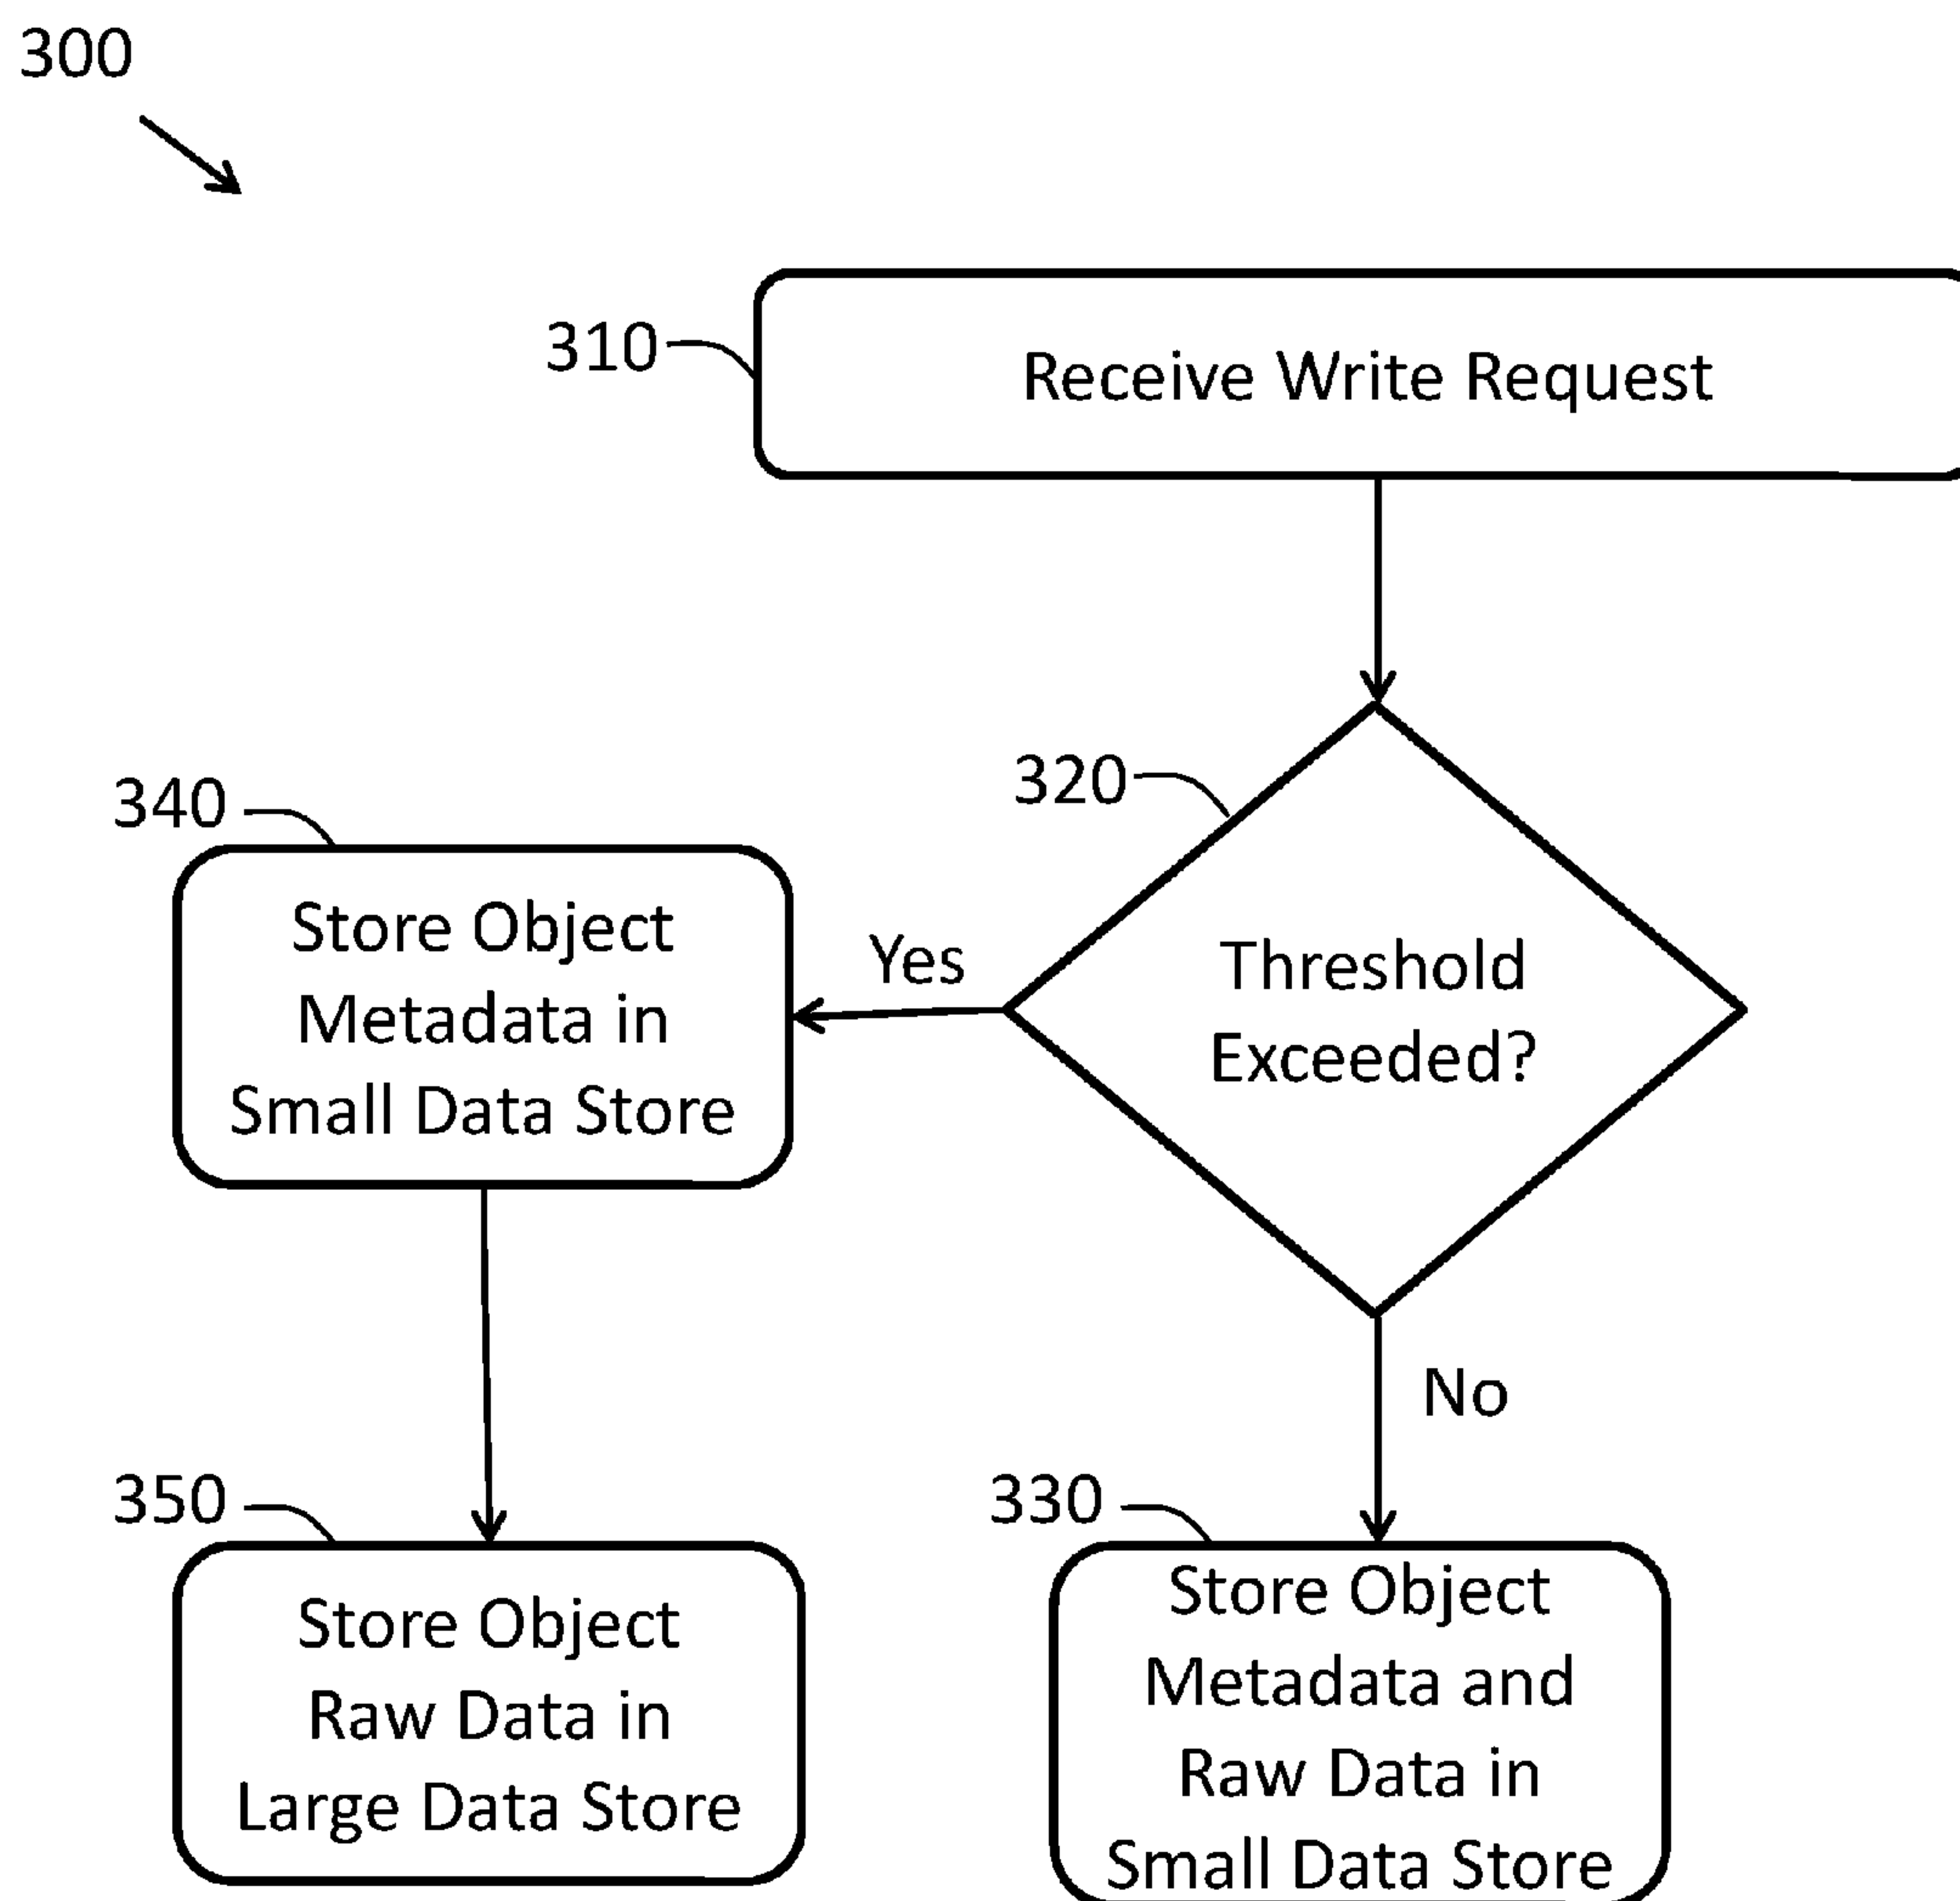 300
310
Receive Write Request
320
Threshold
Exceeded?
Yes
340
Store Object
Metadata in
Small Data Store
No
350
Store Object
Raw Data in
Large Data Store
330
Store Object
Metadata and
Raw Data in
Small Data Store